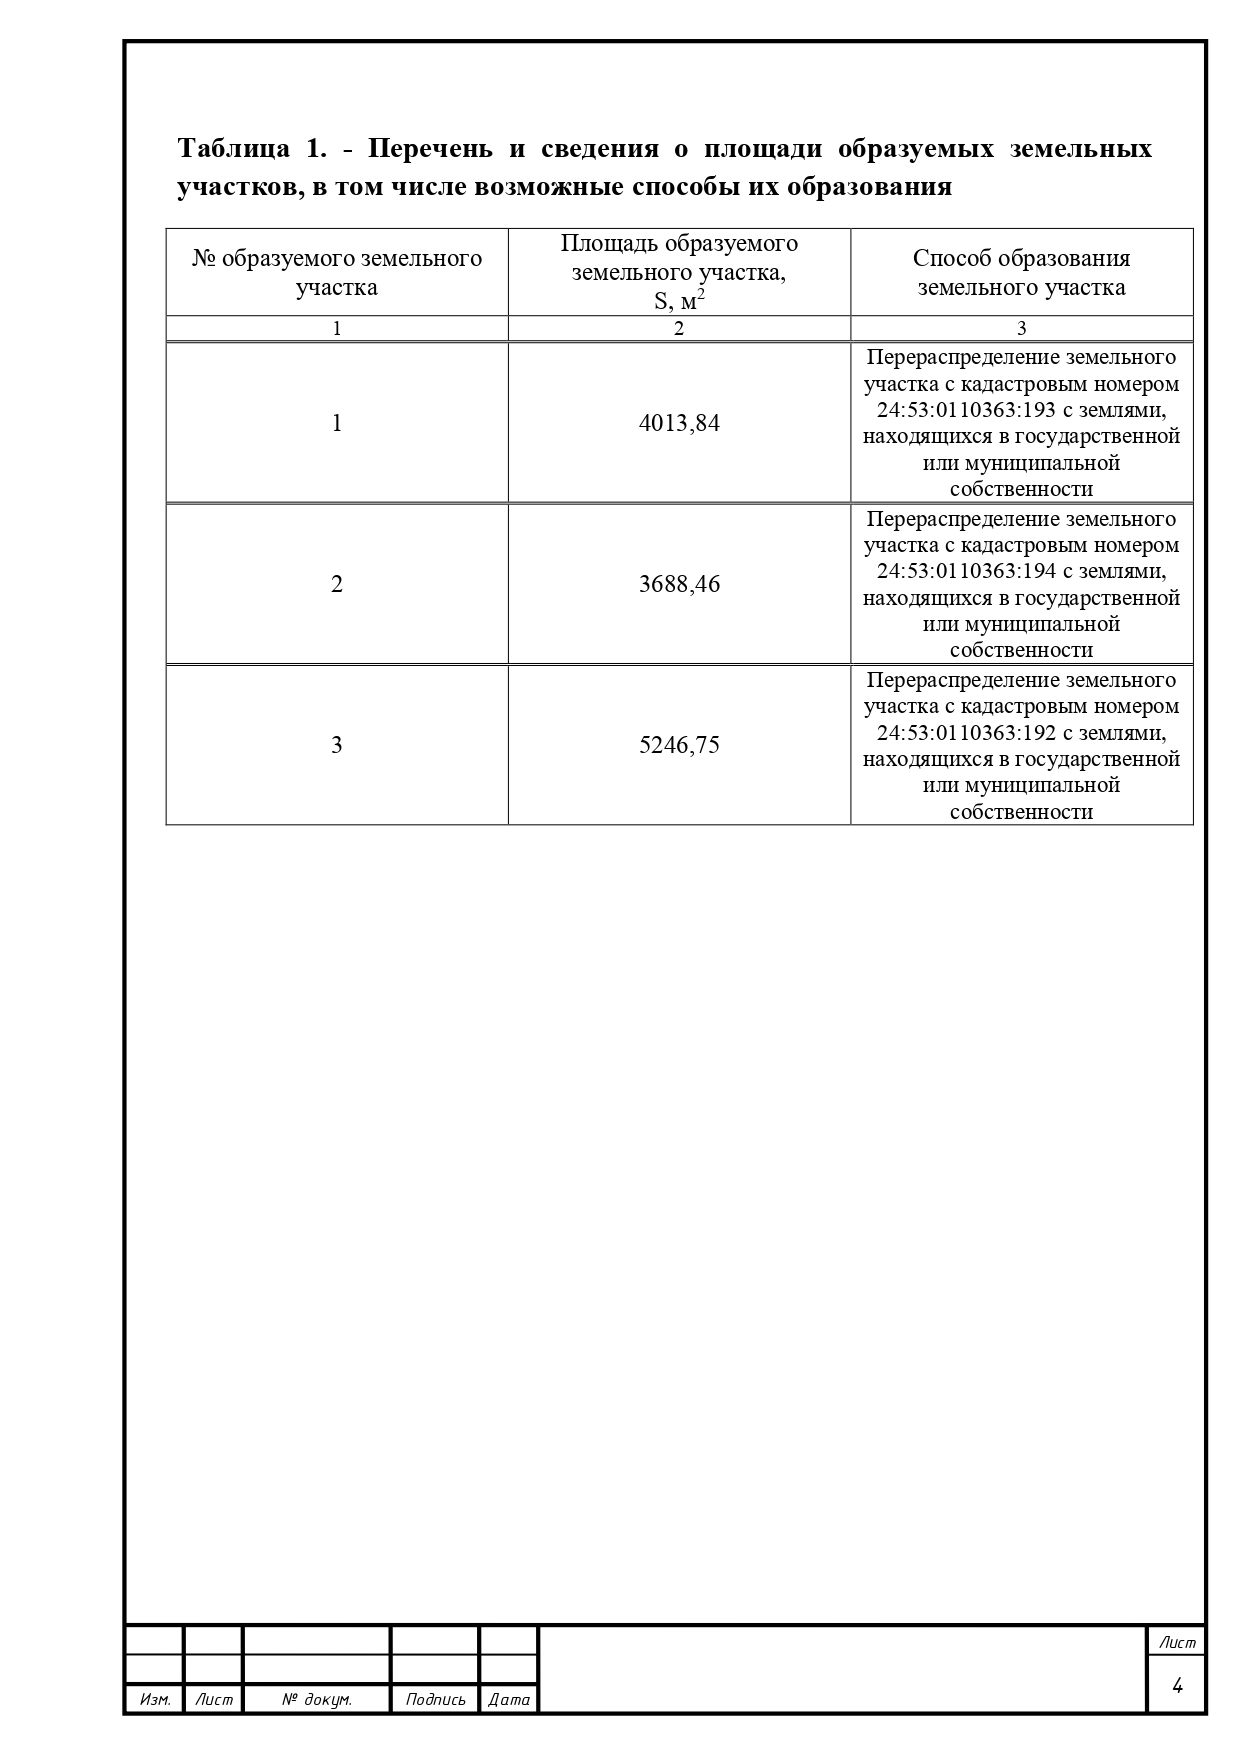 Таблица 1. - Перечень и сведения о площади образуемых земельных
участков, в том числе возможные способы их образования
№ образуемого земельного
участка
Площадь образуемого
земельного участка,
S, м²
Способ образования
земельного участка
1
2
3
1
4013,84
Перераспределение земельного
участка с кадастровым номером
24:53:0110363:193 с землями,
находящихся в государственной
или муниципальной
собственности
2
3688,46
Перераспределение земельного
участка с кадастровым номером
24:53:0110363:194 с землями,
находящихся в государственной
или муниципальной
собственности
3
5246,75
Перераспределение земельного
участка с кадастровым номером
24:53:0110363:192 с землями,
находящихся в государственной
или муниципальной
собственности
Лист
4
Изм.
Лист
№ докум.
Подпись
Дата